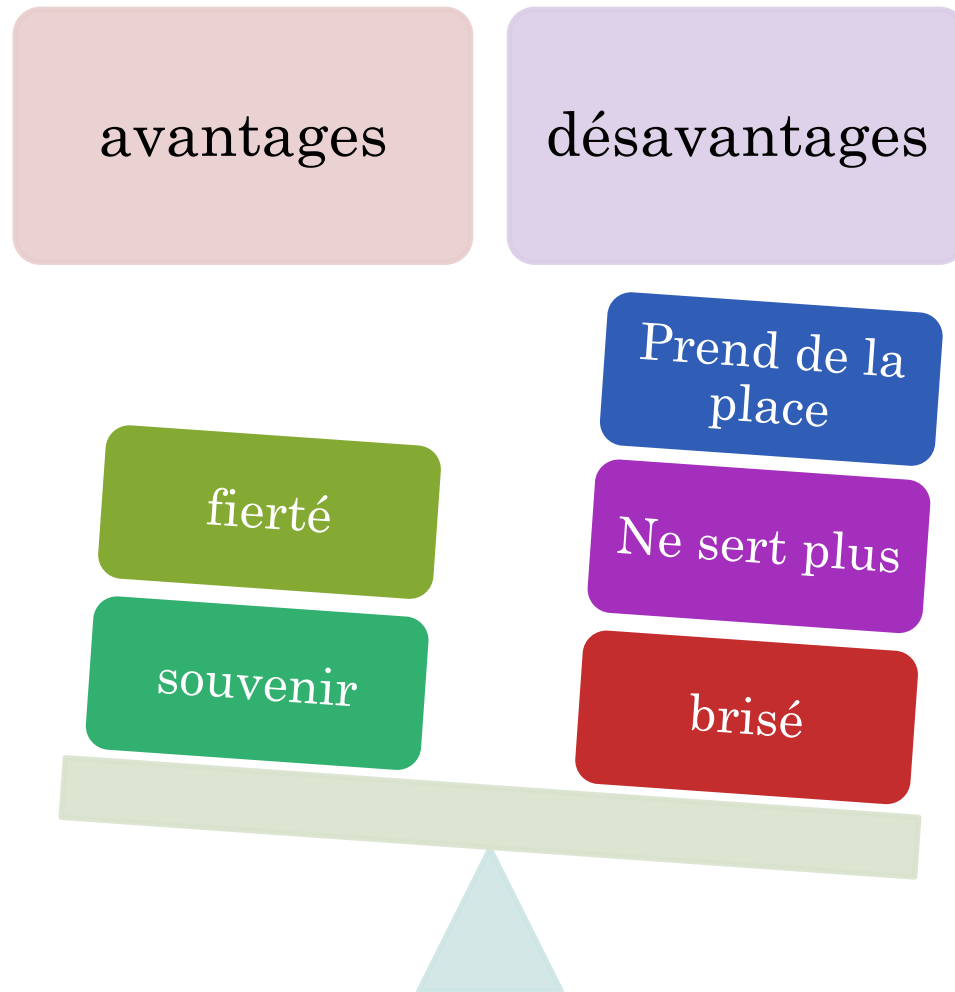 avantages
désavantages
Prend de la
place
fierté
Ne sert plus
souvenir
brisé